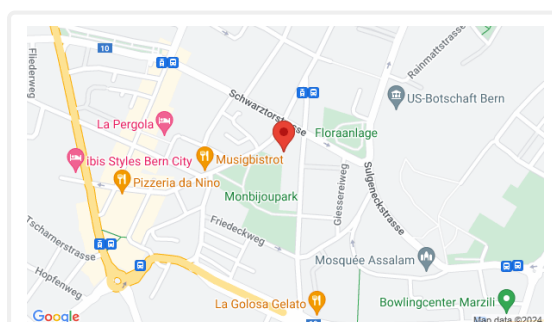 Fliederweg
10
Rainmattstrasse
Schwarztorstrasse
US-Botschaft Bern
La Pergola
Floraanlage
ibis Styles Bern City
Musigbistrot
Pizzeria da Nino
Monbijoupark
Giessereiweg
Sulgeneckstrasse
Tscharnerstrasse
Friedeckweg
Mosquée Assalam
Hopfenweg
La Golosa Gelato
Bowlingcenter Marzili
Google
Map data ©2024